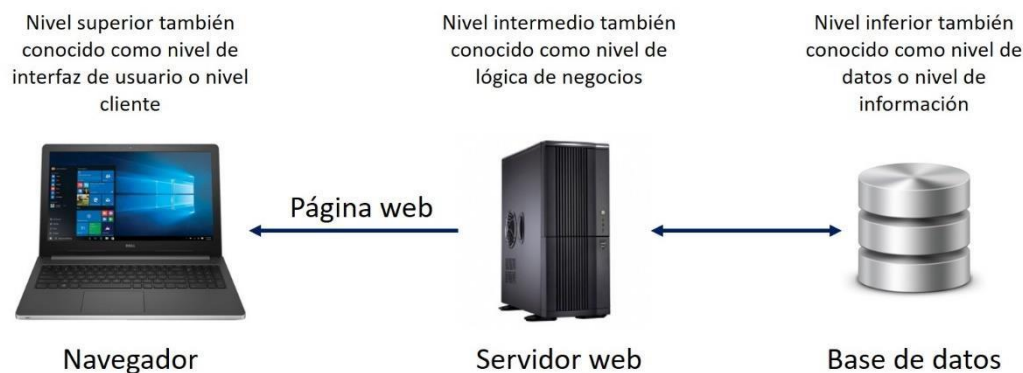 Nivel superior también
conocido como nivel de
interfaz de usuario o nivel
cliente
Nivel intermedio también
conocido como nivel de
lógica de negocios
Nivel inferior también
conocido como nivel de
datos o nivel de
información
Página web
Navegador
Servidor web
Base de datos